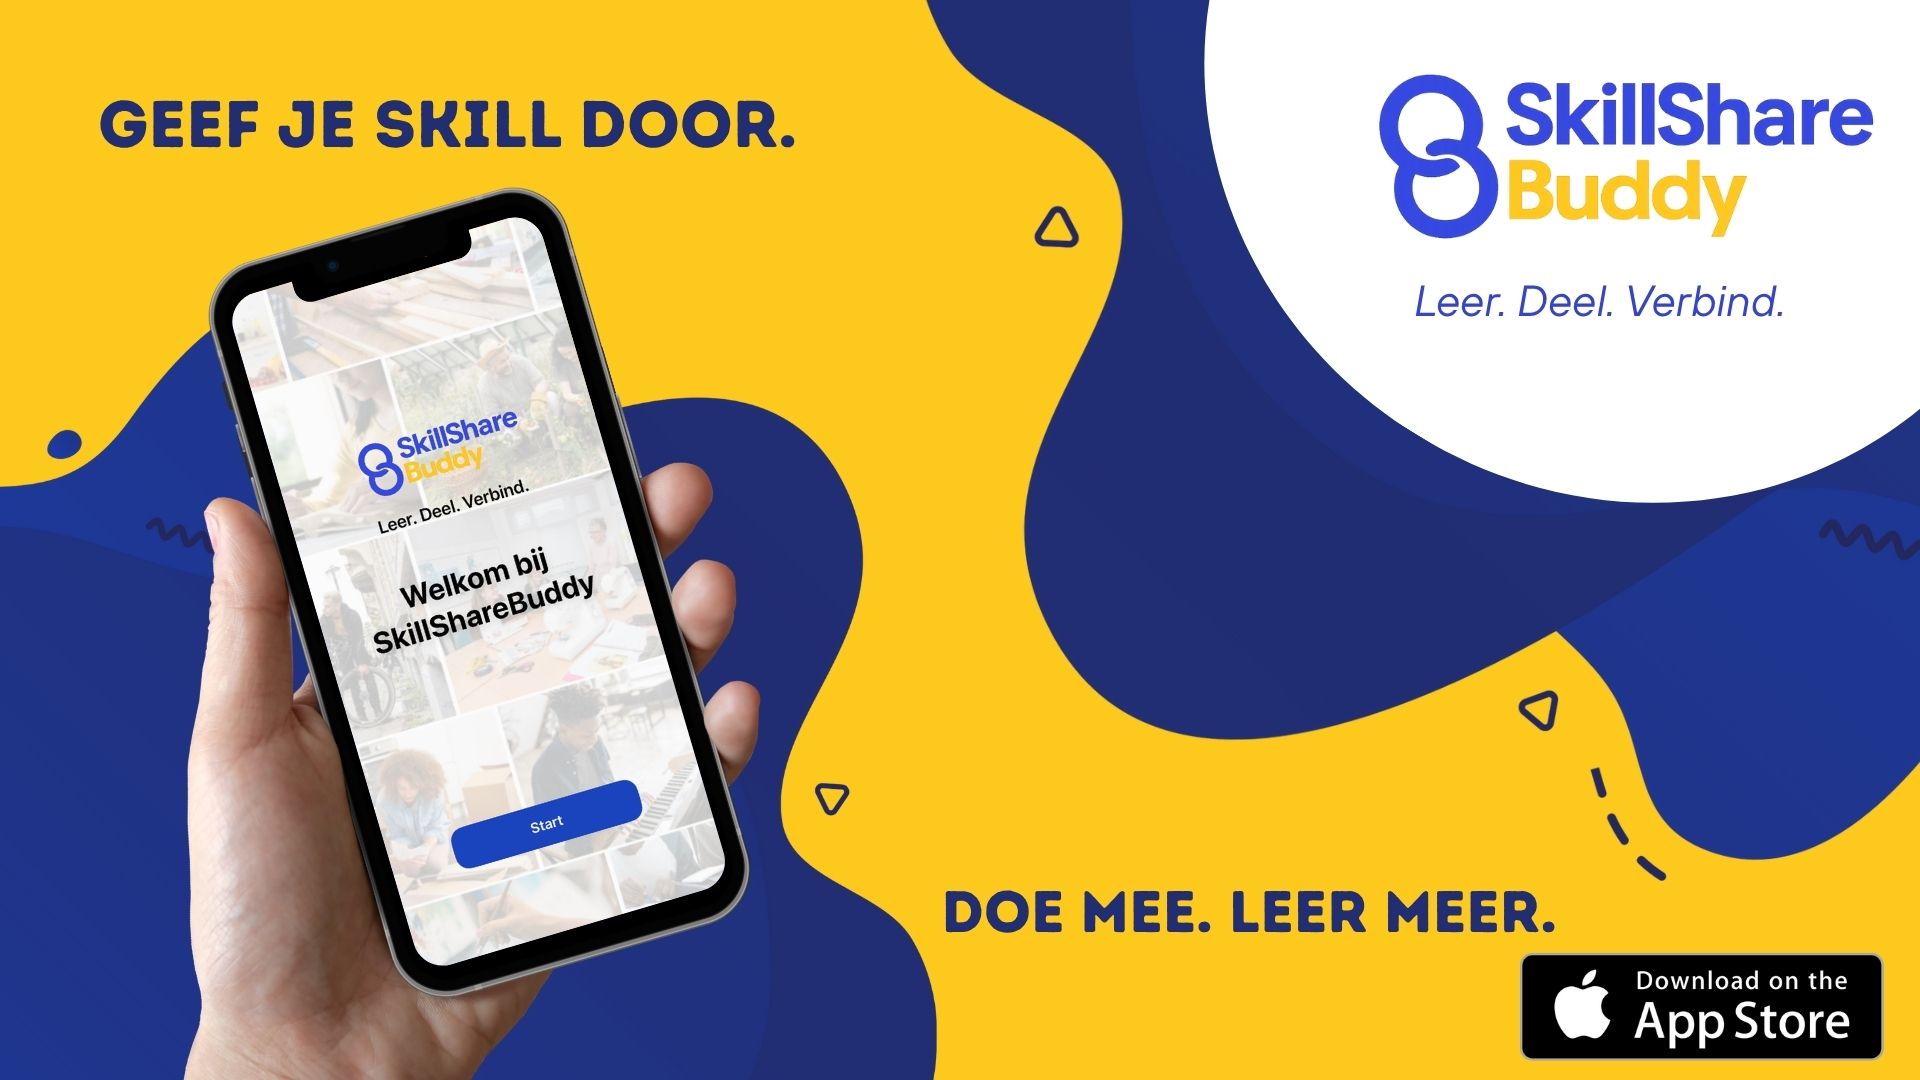 GEEF JE SKILL DOOR.
SkillShare
Buddy
Leer. Deel. Verbind.
SkillShare
Buddy
Leer. Deel. Verbind.
Welkom bij
SkillShareBuddy
Start
DOE MEE. LEER MEER.
Download on the
App Store